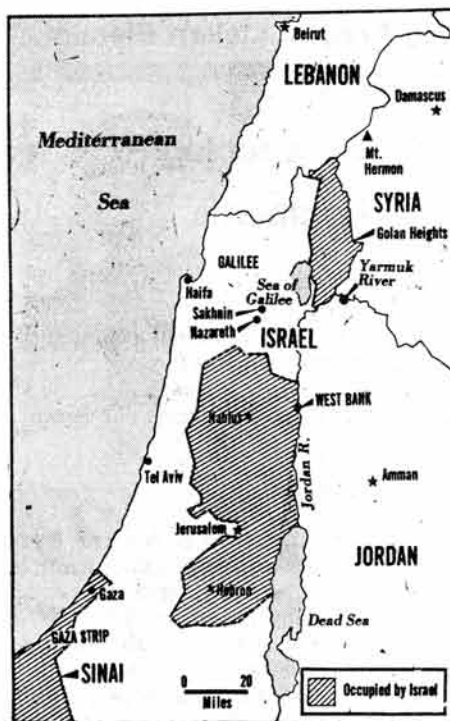 Beirut
LEBANON
Damascus
Mediterranean
Sea
Mt.
Hermon
SYRIA
Golan Heights
GALILEE
Haifa
Sea of
Galilee
Yarmuk
River
Sakhnin
Nazareth
ISRAEL
WEST BANK
Nablus
Jordan R.
Tel Aviv
Amman
Jerusalem
JORDAN
Gaza
Hebron
Dead Sea
GAZA STRIP
SINAI
0 20
Miles
Occupied by Israel